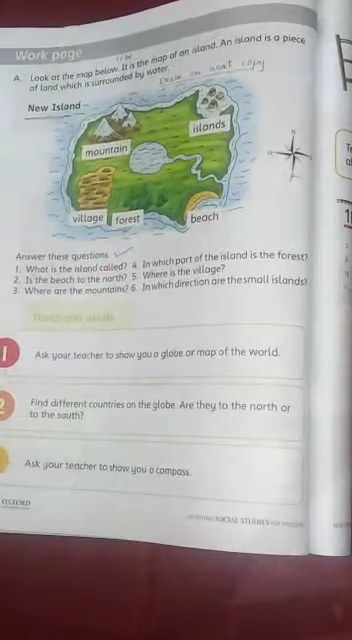 Work page
A. Look at the map below. It is the map of an island. An island is a piece
of land which is surrounded by water.
Draw on neat copy
New Island
islands
mountain
village
forest
beach
Answer these questions.
1. What is the island called? 4. In which part of the island is the forest?
2. Is the beach to the north? 5. Where is the village?
3. Where are the mountains? 6. In which direction are the small islands?
1
Ask your teacher to show you a globe or map of the world.
2
Find different countries on the globe. Are they to the north or
to the south?
Ask your teacher to show you a compass.
OXFORD
SOCIAL STUDIES